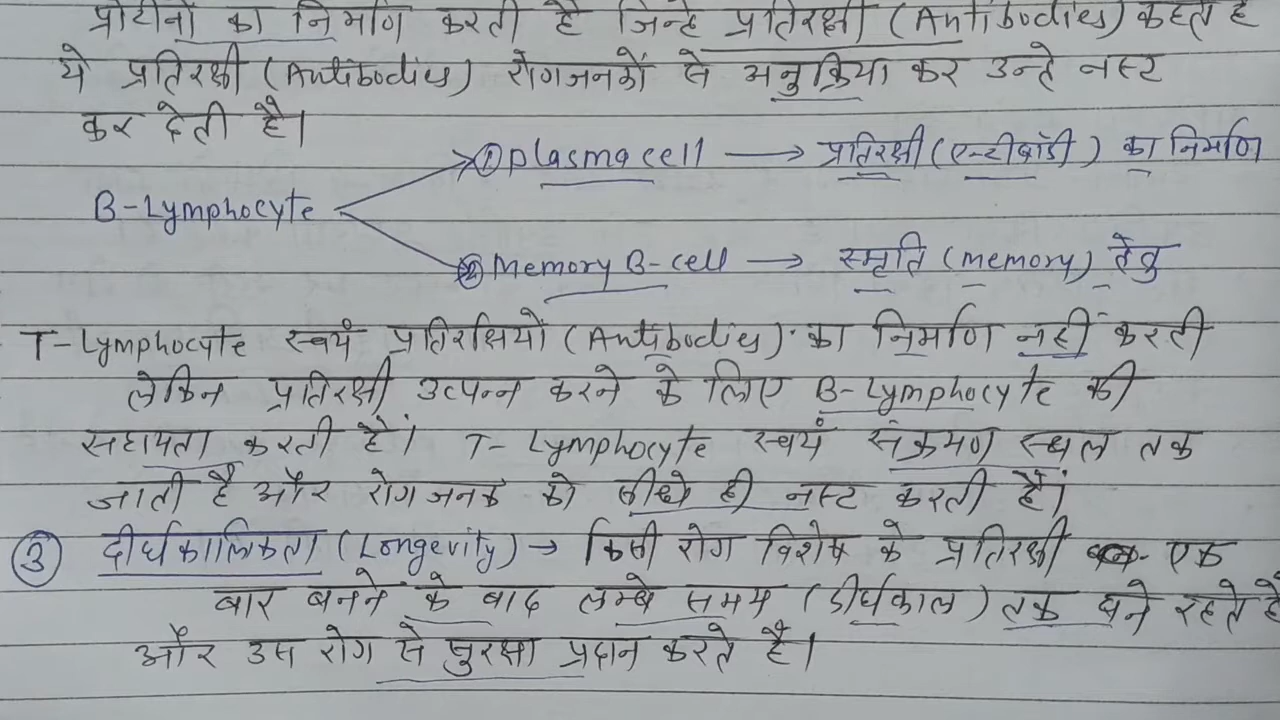 प्रोटीनों का निर्माण करती है जिन्हे प्रतिरक्षी (Antibodies) कहते है
ये प्रतिरक्षी (Antibodies) रोगजनकों से अनुक्रिया कर उन्हे नस्ट
कर देती है।
① plasma cell → प्रतिरक्षी (एन्टीबॉडी) का निर्माण
B-Lymphocyte
② Memory B-cell → स्मृति (memory) हेतु
T-Lymphocyte स्वयं प्रतिरक्षियों (Antibodies) का निर्माण नहीं करती
लेकिन प्रतिरक्षी उत्पन्न करने के लिए B-Lymphocyte की
सहायता करती है। T-Lymphocyte स्वयं संक्रमण स्थल तक
जाती है और रोगजनक को सीधे ही नस्ट करती है।
③ दीर्घकालिकता (Longevity) → किसी रोग विशेष के प्रतिरक्षी एक
बार बनने के बाद लम्बे समय (दीर्घकाल) तक बने रहते है
और उस रोग से सुरक्षा प्रदान करते है।